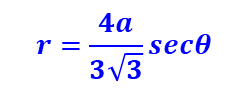 r = 4a / 3√3 secθ